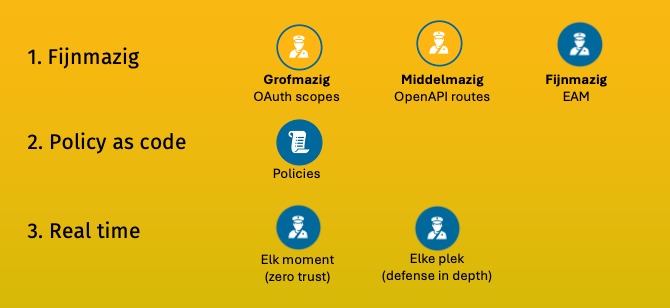 1. Fijnmazig
Grofmazig
OAuth scopes
Middelmazig
OpenAPI routes
Fijnmazig
EAM
2. Policy as code
Policies
3. Real time
Elk moment
(zero trust)
Elke plek
(defense in depth)